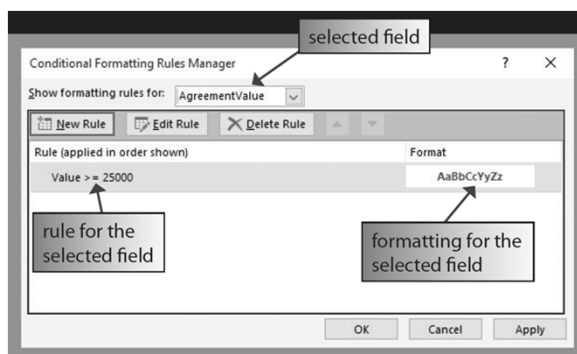 selected field
Conditional Formatting Rules Manager ? X
Show formatting rules for: AgreementValue
New Rule Edit Rule Delete Rule
Rule (applied in order shown) Format
Value >= 25000 AaBbCcYyZz
rule for the
selected field
formatting for the
selected field
OK Cancel Apply